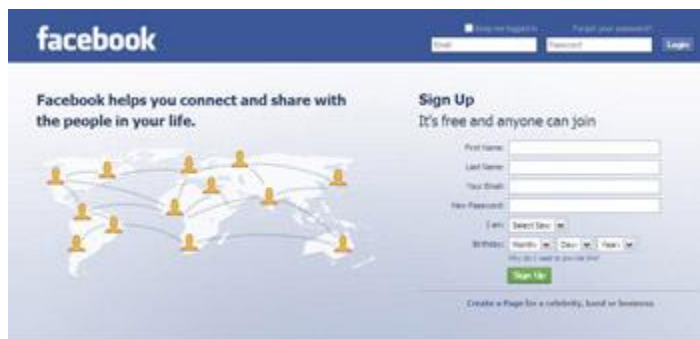 facebook
Keep me logged in Forgot your password?
Email Password Login
Facebook helps you connect and share with
the people in your life.
Sign Up
It's free and anyone can join
First Name:
Last Name:
Your Email:
New Password:
I am: Select Sex:
Birthday: Month: Day: Year:
Why do I need to provide this?
Sign Up
Create a Page for a celebrity, band or business.